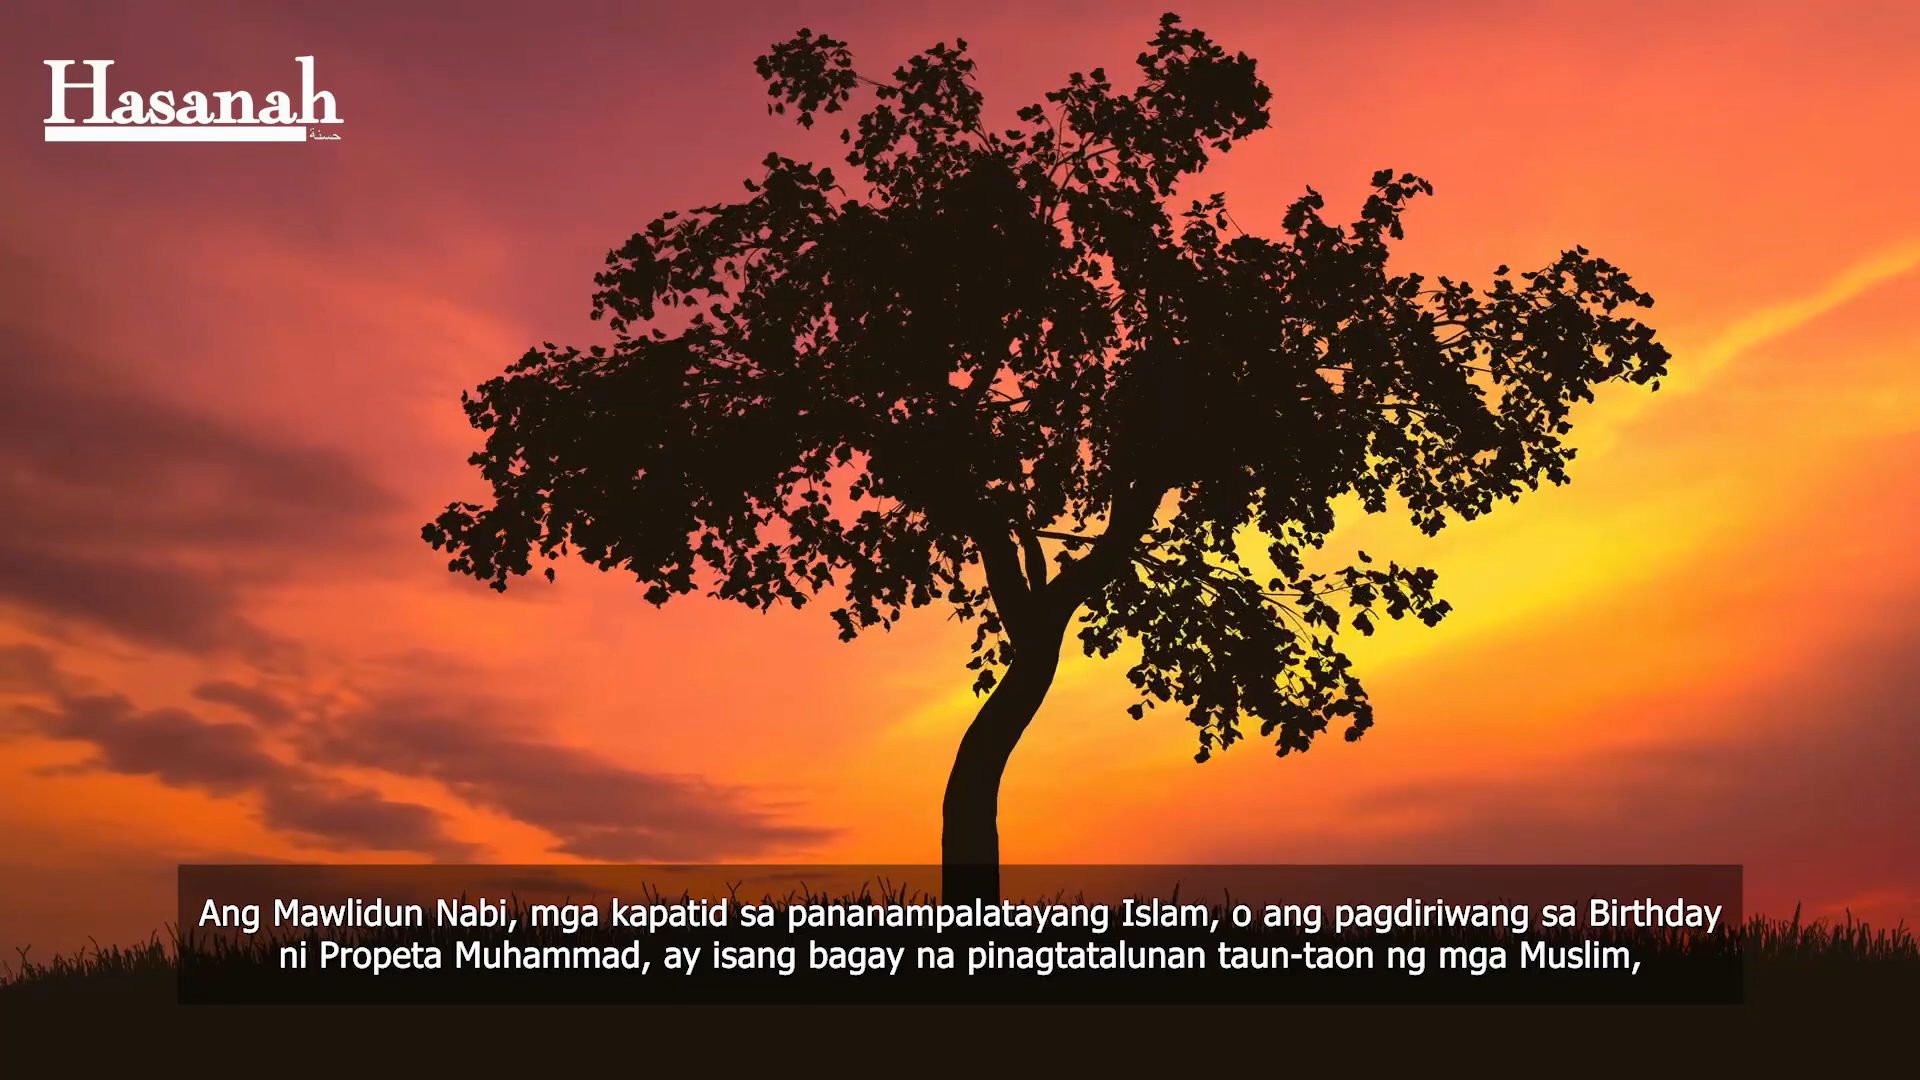 Hasanah
حسنة
Ang Mawlidun Nabi, mga kapatid sa pananampalatayang Islam, o ang pagdiriwang sa Birthday
ni Propeta Muhammad, ay isang bagay na pinagtatalunan taun-taon ng mga Muslim,